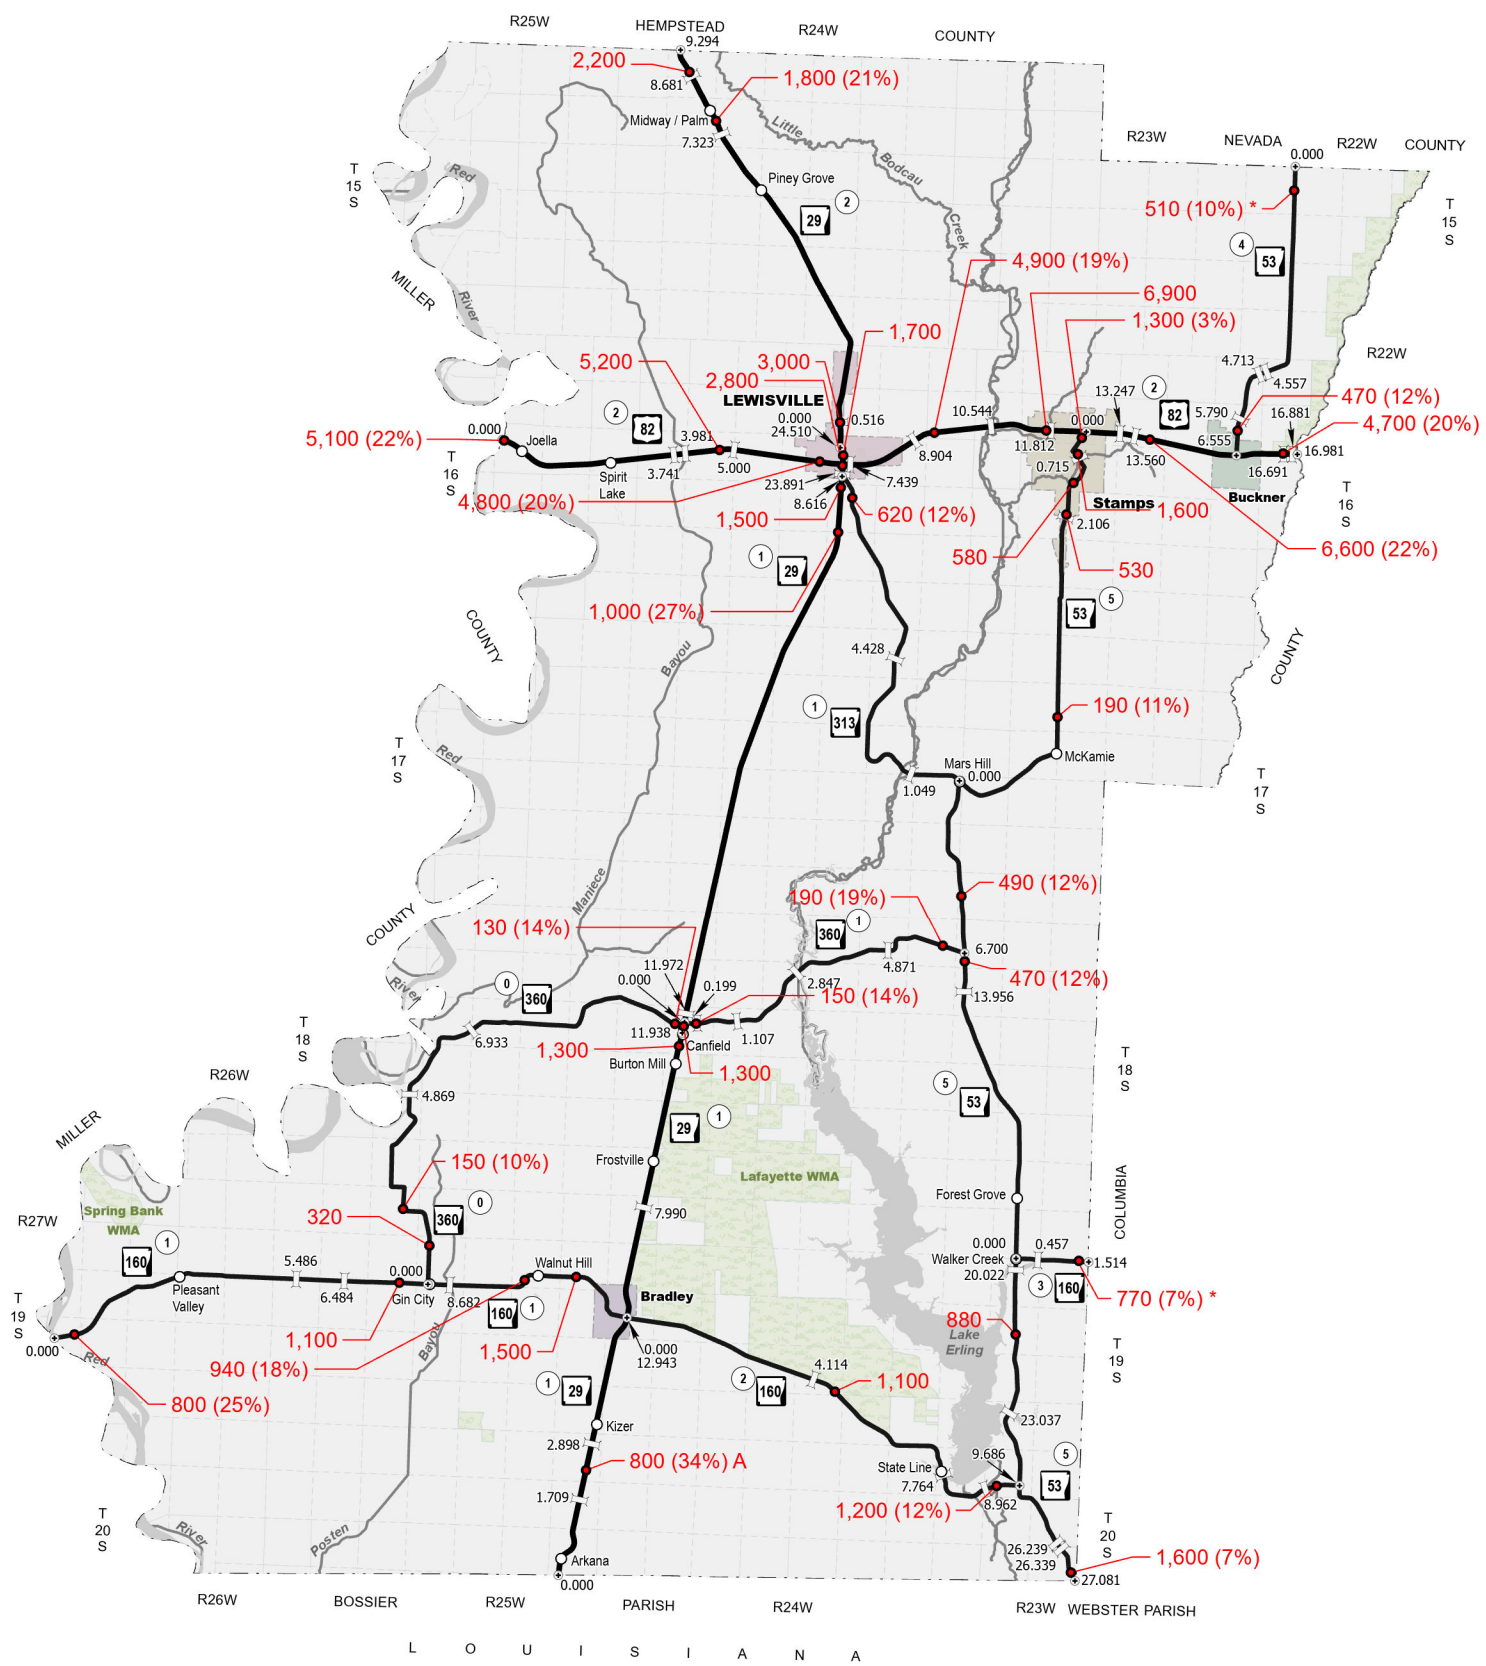 R25W
HEMPSTEAD
R24W
COUNTY
9.294
2,200
8.681
1,800 (21%)
Midway / Palm
7.323
Little
Bodcau
Creek
R23W
NEVADA
R22W
COUNTY
0.000
T
15
S
Red
Piney Grove
29
2
510 (10%) *
T
15
S
4
53
MILLER
River
4,900 (19%)
6,900
1,300 (3%)
1,700
5,200
3,000
2,800
LEWISVILLE
R22W
4.713
4.557
13.247
2
82
5.790
16.881
470 (12%)
4,700 (20%)
2
82
0.000
24.510
0.516
10.544
0.000
0.000
5,100 (22%)
Joella
3.981
3.741
5.000
8.904
11.812
13.560
6.555
16.691
16.981
T
16
S
Spirit
Lake
4,800 (20%)
23.891
8.616
7.439
0.715
Stamps
Buckner
T
16
S
1,500
620 (12%)
1,600
2.106
580
530
6,600 (22%)
1
29
1,000 (27%)
53
5
COUNTY
Bayou
4.428
COUNTY
1
313
190 (11%)
T
17
S
Red
Mars Hill
0.000
McKamie
1.049
T
17
S
Maniece
490 (12%)
190 (19%)
COUNTY
130 (14%)
360
1
6.700
4.871
River
11.972
0.000
0.199
2.847
470 (12%)
0
360
150 (14%)
13.956
T
18
S
6.933
11.938
Canfield
1.107
1,300
Burton Mill
1,300
T
18
S
R26W
4.869
5
53
MILLER
29
1
150 (10%)
Frostville
Lafayette WMA
COLUMBIA
Forest Grove
Spring Bank
WMA
R27W
320
360
0
7.990
160
1
5.486
0.000
Walnut Hill
0.000
Walker Creek
20.022
0.457
1.514
Pleasant
Valley
6.484
Gin City
8.682
160
1
Bradley
3
160
770 (7%) *
T
19
S
0.000
Red
1,100
940 (18%)
1,500
0.000
12.943
880
Lake
Erling
T
19
S
Bayou
800 (25%)
1
29
2
160
4.114
1,100
Kizer
23.037
2.898
9.686
5
53
800 (34%) A
State Line
7.764
1.709
1,200 (12%)
8.962
T
20
S
River
Posten
T
20
S
26.239
26.339
1,600 (7%)
Arkana
0.000
27.081
R26W
BOSSIER
R25W
PARISH
R24W
R23W
WEBSTER PARISH
L O U I S I A N A